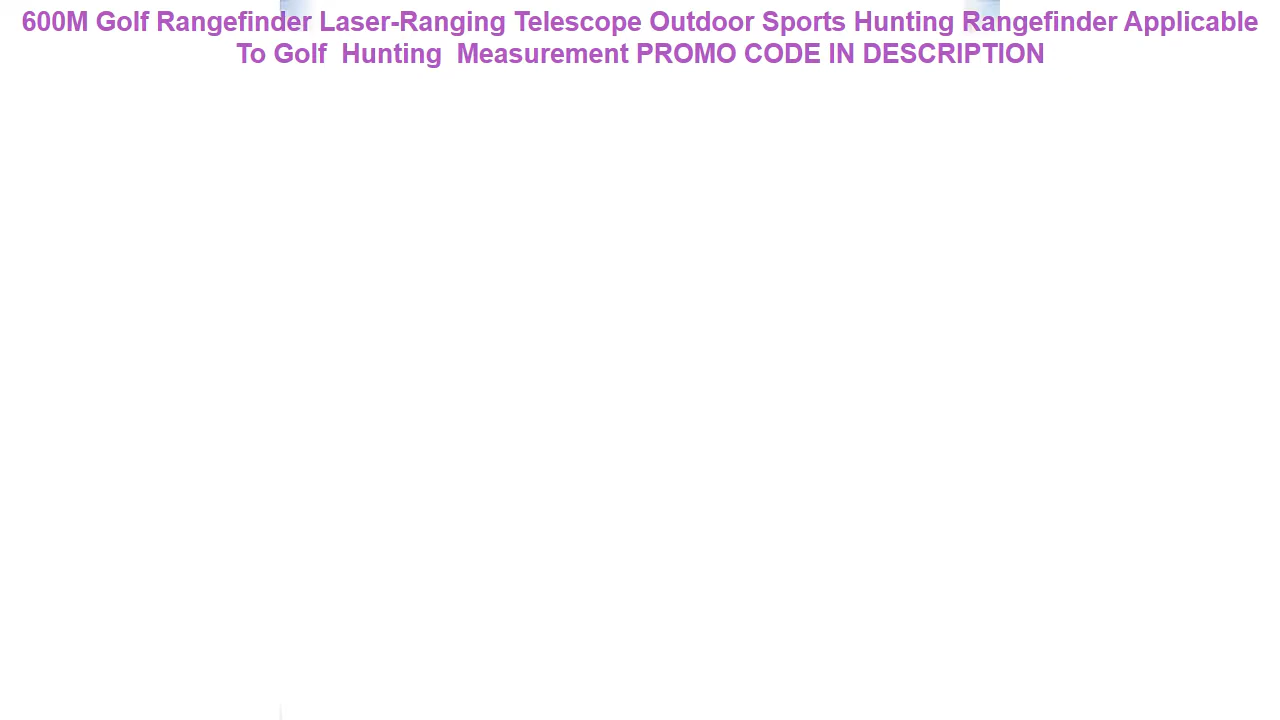 600M Golf Rangefinder Laser-Ranging Telescope Outdoor Sports Hunting Rangefinder Applicable
To Golf  Hunting  Measurement PROMO CODE IN DESCRIPTION